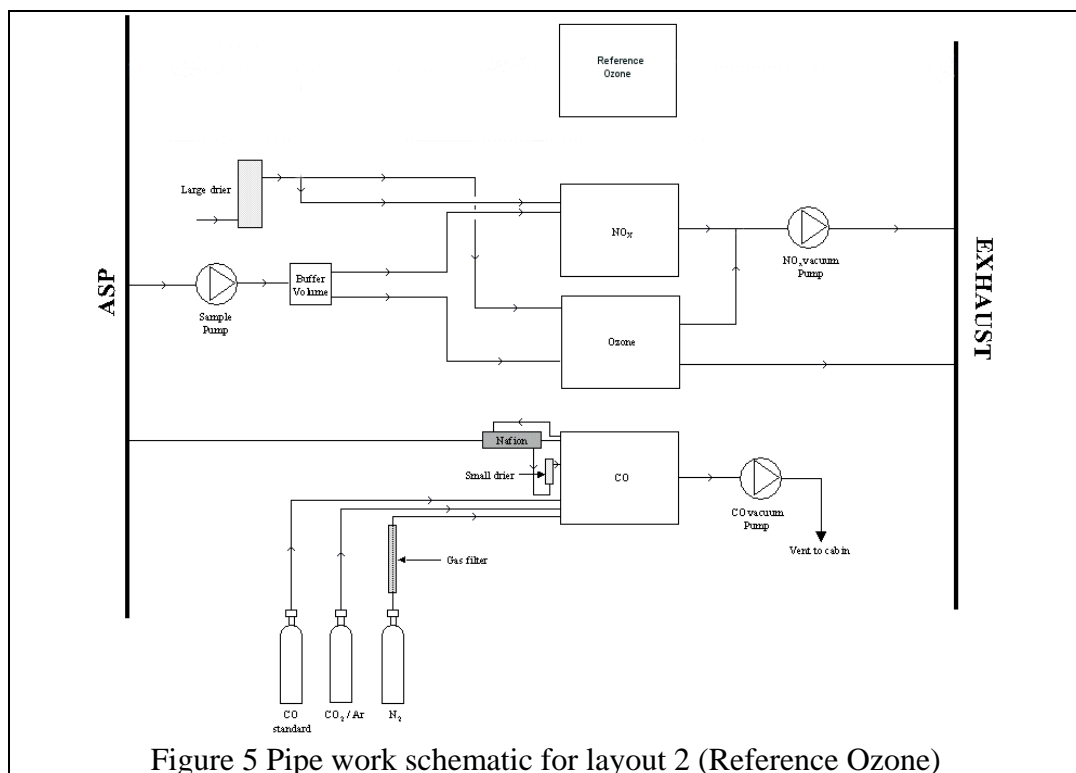 Reference
Ozone
Large drier
NOX
NOx vacuum
Pump
ASP
EXHAUST
Buffer
Volume
Sample
Pump
Ozone
Nafion
Small drier
CO
CO vacuum
Pump
Vent to cabin
Gas filter
CO
standard
CO2 / Ar
N2
Figure 5 Pipe work schematic for layout 2 (Reference Ozone)